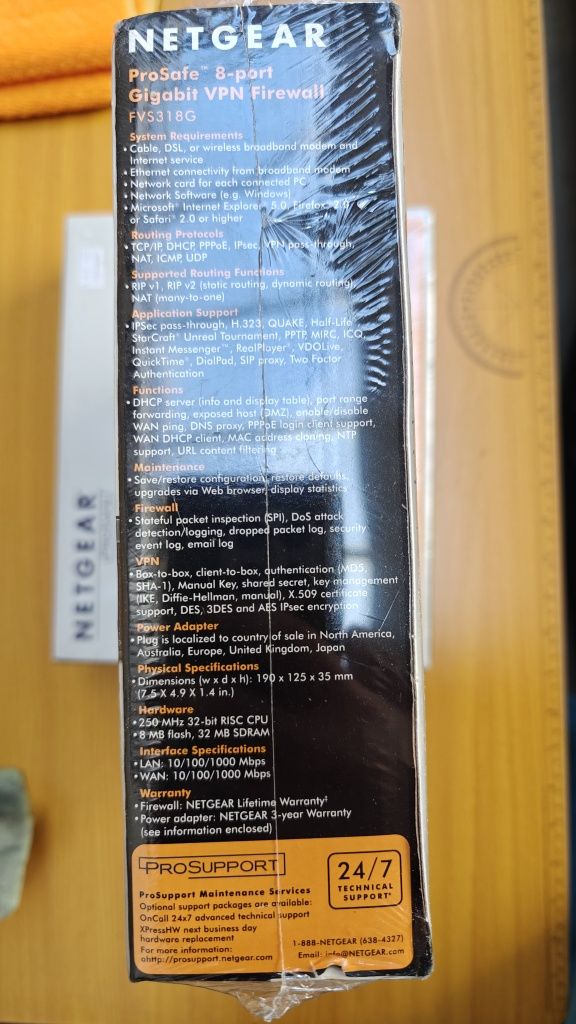 NETGEAR
ProSafe™ 8-port
Gigabit VPN Firewall
FVS318G
System Requirements
• Cable, DSL, or wireless broadband modem and
Internet service
• Ethernet connectivity from broadband modem
• Network card for each connected PC
• Network Software (e.g. Windows)
• Microsoft® Internet Explorer® 5.0, Firefox® 2.0
or Safari® 2.0 or higher
Routing Protocols
• TCP/IP, DHCP, PPPoE, IPsec, VPN pass-through,
NAT, ICMP, UDP
Supported Routing Functions
• RIP v1, RIP v2 (static routing, dynamic routing),
NAT (many-to-one)
Application Support
• IPSec pass-through, H.323, QUAKE, Half-Life,
StarCraft® Unreal Tournament, PPTP, MIRC, ICQ,
Instant Messenger™, RealPlayer®, VDOLive,
QuickTime®, DialPad, SIP proxy, Two Factor
Authentication
Functions
• DHCP server (info and display table), port range
forwarding, exposed host (DMZ), enable/disable
WAN ping, DNS proxy, PPPoE login client support,
WAN DHCP client, MAC address cloning, NTP
support, URL content filtering
Maintenance
• Save/restore configuration, restore defaults,
upgrades via Web browser, display statistics
Firewall
• Stateful packet inspection (SPI), DoS attack
detection/logging, dropped packet log, security
event log, email log
VPN
• Box-to-box, client-to-box, authentication (MD5,
SHA-1), Manual Key, shared secret, key management
(IKE, Diffie-Hellman, manual), X.509 certificate
support, DES, 3DES and AES IPsec encryption
Power Adapter
• Plug is localized to country of sale in North America,
Australia, Europe, United Kingdom, Japan
Physical Specifications
• Dimensions (w x d x h): 190 x 125 x 35 mm
(7.5 X 4.9 X 1.4 in.)
Hardware
• 250 MHz 32-bit RISC CPU
• 8 MB flash, 32 MB SDRAM
Interface Specifications
• LAN: 10/100/1000 Mbps
• WAN: 10/100/1000 Mbps
Warranty
• Firewall: NETGEAR Lifetime Warranty‡
• Power adapter: NETGEAR 3-year Warranty
(see information enclosed)
PROSUPPORT
ProSupport Maintenance Services
Optional support packages are available:
OnCall 24x7 advanced technical support
XPressHW next business day
hardware replacement
For more information:
http://prosupport.netgear.com
24/7
TECHNICAL
SUPPORT*
1-888-NETGEAR (638-4327)
Email: info@NETGEAR.com
NETGEAR